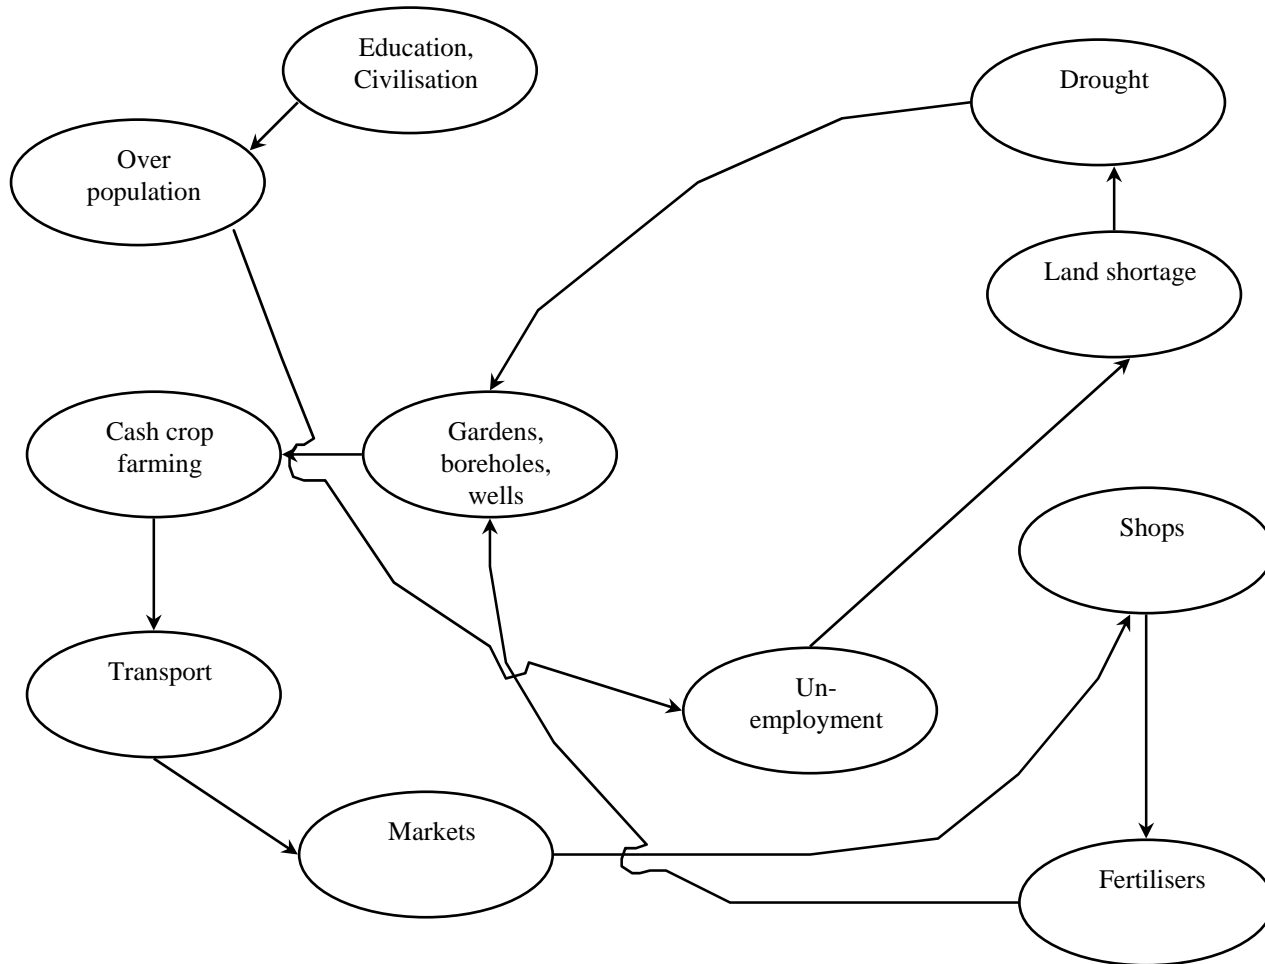 Education,
Civilisation
Drought
Over
population
Land shortage
Cash crop
farming
Gardens,
boreholes,
wells
Shops
Transport
Un-
employment
Markets
Fertilisers